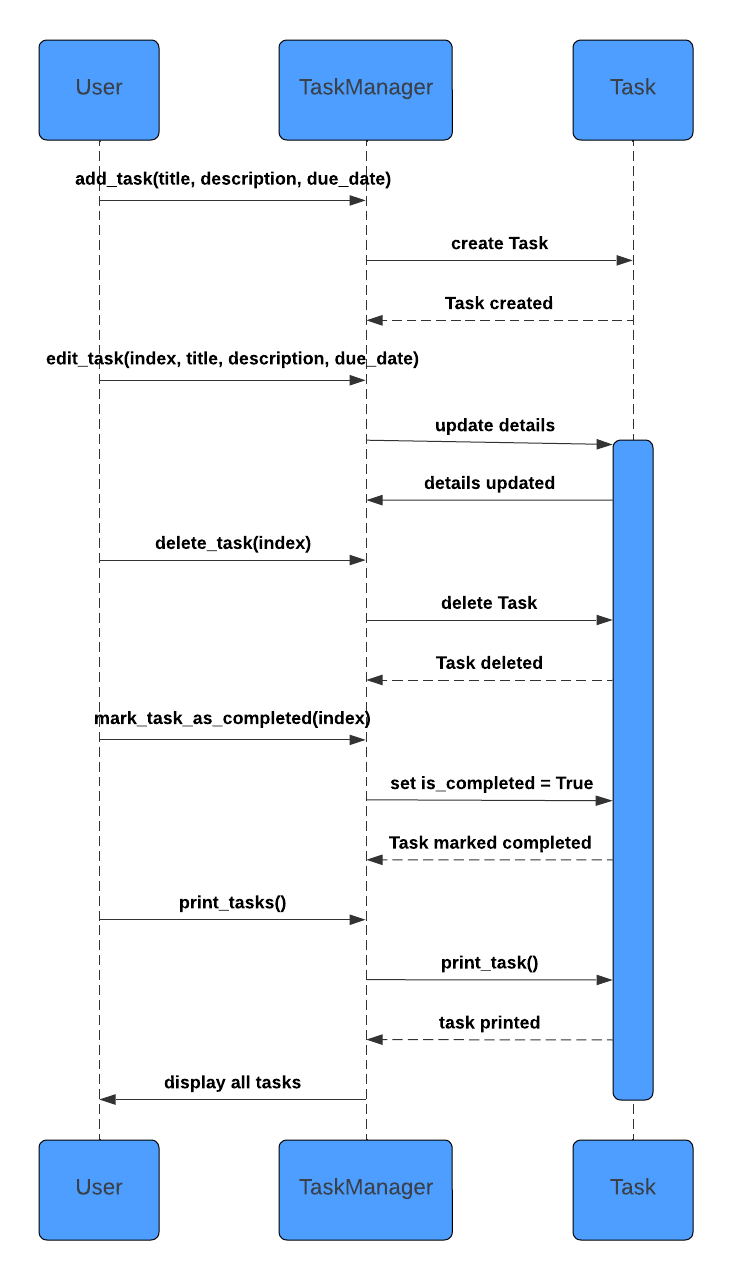 User
TaskManager
Task
add_task(title, description, due_date)
create Task
Task created
edit_task(index, title, description, due_date)
update details
details updated
delete_task(index)
delete Task
Task deleted
mark_task_as_completed(index)
set is_completed = True
Task marked completed
print_tasks()
print_task()
task printed
display all tasks
User
TaskManager
Task